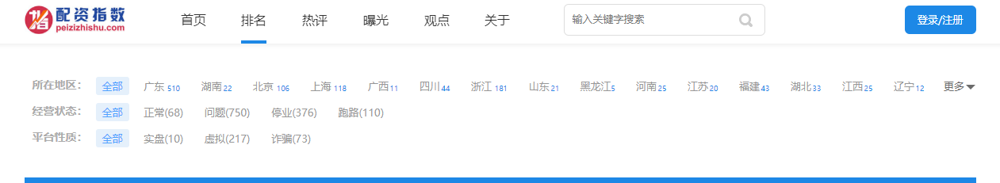 配资指数
peizizhishu.com
首页 排名 热评 曝光 观点 关于 输入关键字搜索 登录/注册
所在地区： 全部 广东 510 湖南 22 北京 106 上海 118 广西 11 四川 44 浙江 181 山东 21 黑龙江 5 河南 25 江苏 20 福建 43 湖北 33 江西 25 辽宁 12 更多
经营状态： 全部 正常(68) 问题(750) 停业(376) 跑路(110)
平台性质： 全部 实盘(10) 虚拟(217) 诈骗(73)